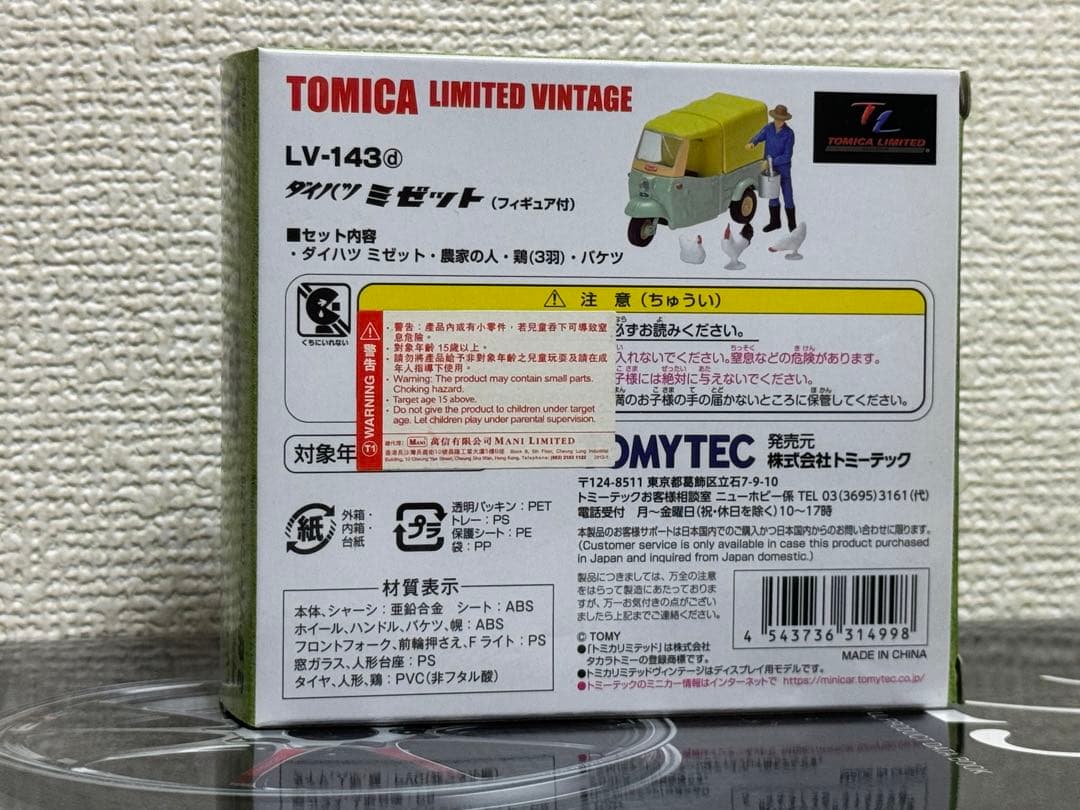 TOMICA LIMITED VINTAGE
TL
TOMICA LIMITED
LV-143ⓓ
ダイハツ ミゼット (フィギュア付)
■セット内容
・ダイハツ ミゼット・農家の人・鶏(3羽)・バケツ
くちにいれない
⚠ 注 意 (ちゅうい)
ずお読みください。
入れないでください。窒息などの危険があります。
子様には絶対に与えないでください。
満のお子様の手の届かないところに保管してください。
⚠ 警告 WARNING T1
・警告:產品內或有小零件,若兒童吞下可導致窒
息危險。
・對象年齡 15歲以上。
・請勿將產品給予非對象年齡之兒童玩耍及請在成
年人指導下使用。
・Warning: The product may contain small parts.
Choking hazard.
・Target age 15 above.
・Do not give the product to children under target
age. Let children play under parental supervision.
總代理: MANI 萬信有限公司 MANI LIMITED
対象年
OMYTEC 発売元
株式会社トミーテック
〒124-8511 東京都葛飾区立石7-9-10
トミーテックお客様相談室 ニューホビー係 TEL 03(3695)3161(代)
電話受付 月〜金曜日(祝・休日を除く)10〜17時
本製品のお客様サポートは日本国内でのご購入かつ日本国内からのお問い合わせに限ります。
(Customer service is only available in case this product purchased
in Japan and inquired from Japan domestic.)
紙 外箱・
内箱・
台紙
プラ 透明パッキン:PET
トレー:PS
保護シート:PE
袋:PP
材質表示
本体、シャーシ:亜鉛合金 シート:ABS
ホイール、ハンドル、バケツ、幌:ABS
フロントフォーク、前輪押さえ、Fライト:PS
窓ガラス、人形台座:PS
タイヤ、人形、鶏:PVC(非フタル酸)
製品につきましては、万全の注意
をはらって製造にあたっております
が、万一お気付きの点がござい
ましたら上記までご連絡ください。
© TOMY
●「トミカリミテッド」は株式会社
タカラトミーの登録商標です。
●トミカリミテッドヴィンテージはディスプレイ用モデルです。
●トミーテックのミニカー情報はインターネットで https://minicar.tomytec.co.jp/
4 543736 314998
MADE IN CHINA